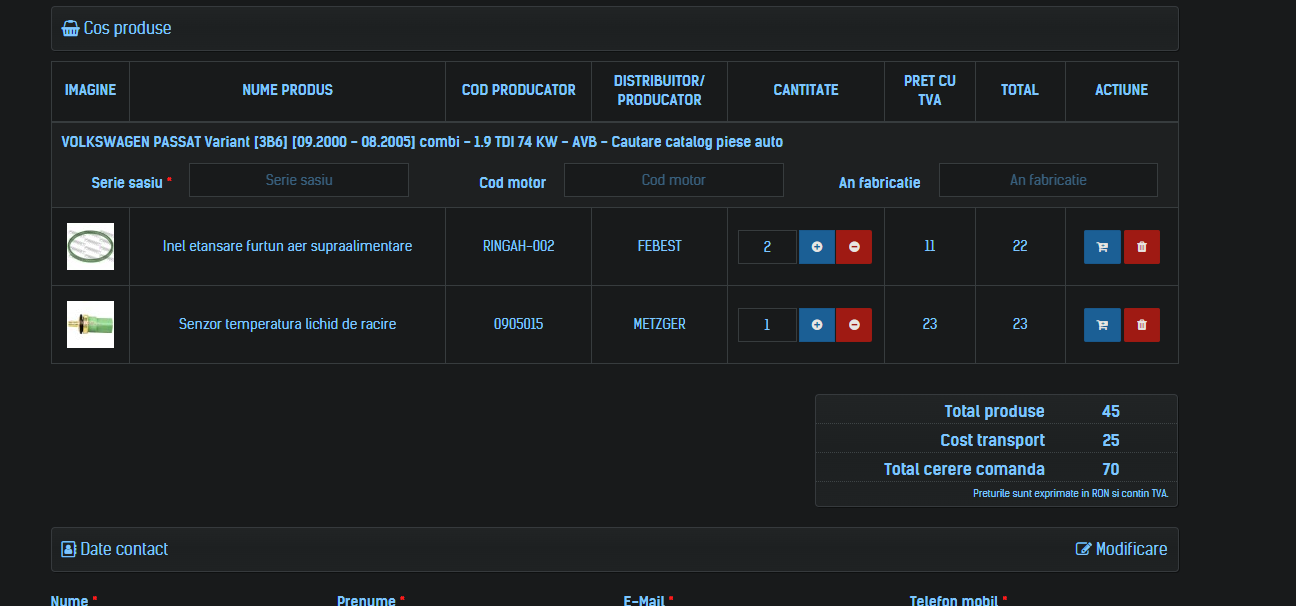 Cos produse
IMAGINE NUME PRODUS COD PRODUCATOR DISTRIBUITOR/ PRODUCATOR CANTITATE PRET CU TVA TOTAL ACTIUNE
VOLKSWAGEN PASSAT Variant [3B6] [09.2000 - 08.2005] combi - 1.9 TDI 74 KW - AVB - Cautare catalog piese auto
Serie sasiu * Serie sasiu Cod motor Cod motor An fabricatie An fabricatie
Inel etansare furtun aer supraalimentare RINGAH-002 FEBEST 2 11 22
Senzor temperatura lichid de racire 0905015 METZGER 1 23 23
Total produse 45
Cost transport 25
Total cerere comanda 70
Preturile sunt exprimate in RON si contin TVA.
Date contact Modificare
Nume * Prenume * E-Mail * Telefon mobil *